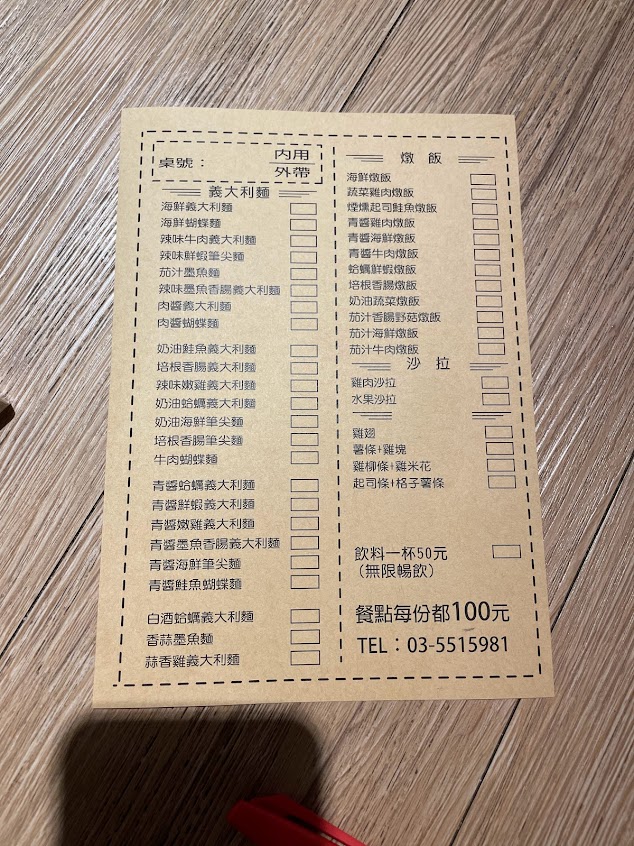 桌號：
內用
外帶
義大利麵
海鮮義大利麵
海鮮蝴蝶麵
辣味牛肉義大利麵
辣味鮮蝦筆尖麵
茄汁墨魚麵
辣味墨魚香腸義大利麵
肉醬義大利麵
肉醬蝴蝶麵
奶油鮭魚義大利麵
培根香腸義大利麵
辣味嫩雞義大利麵
奶油蛤蠣義大利麵
奶油海鮮筆尖麵
培根香腸筆尖麵
牛肉蝴蝶麵
青醬蛤蠣義大利麵
青醬鮮蝦義大利麵
青醬嫩雞義大利麵
青醬墨魚香腸義大利麵
青醬海鮮筆尖麵
青醬鮭魚蝴蝶麵
白酒蛤蠣義大利麵
香蒜墨魚麵
蒜香雞義大利麵
燉飯
海鮮燉飯
蔬菜雞肉燉飯
煙燻起司鮭魚燉飯
青醬雞肉燉飯
青醬海鮮燉飯
青醬牛肉燉飯
蛤蠣鮮蝦燉飯
培根香腸燉飯
奶油蔬菜燉飯
茄汁香腸野菇燉飯
茄汁海鮮燉飯
茄汁牛肉燉飯
沙拉
雞肉沙拉
水果沙拉
雞翅
薯條+雞塊
雞柳條+雞米花
起司條+格子薯條
飲料一杯50元
（無限暢飲）
餐點每份都100元
TEL：03-5515981